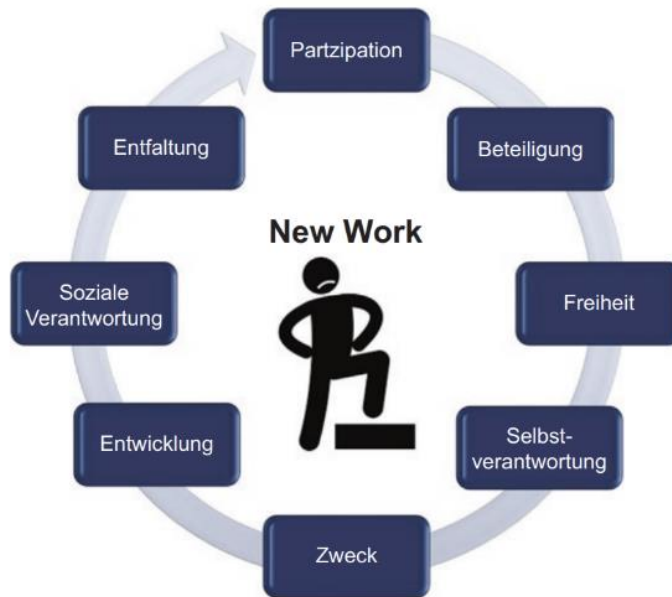 Partzipation
Beteiligung
Freiheit
Selbst-
verantwortung
Zweck
Entwicklung
Soziale
Verantwortung
Entfaltung
New Work